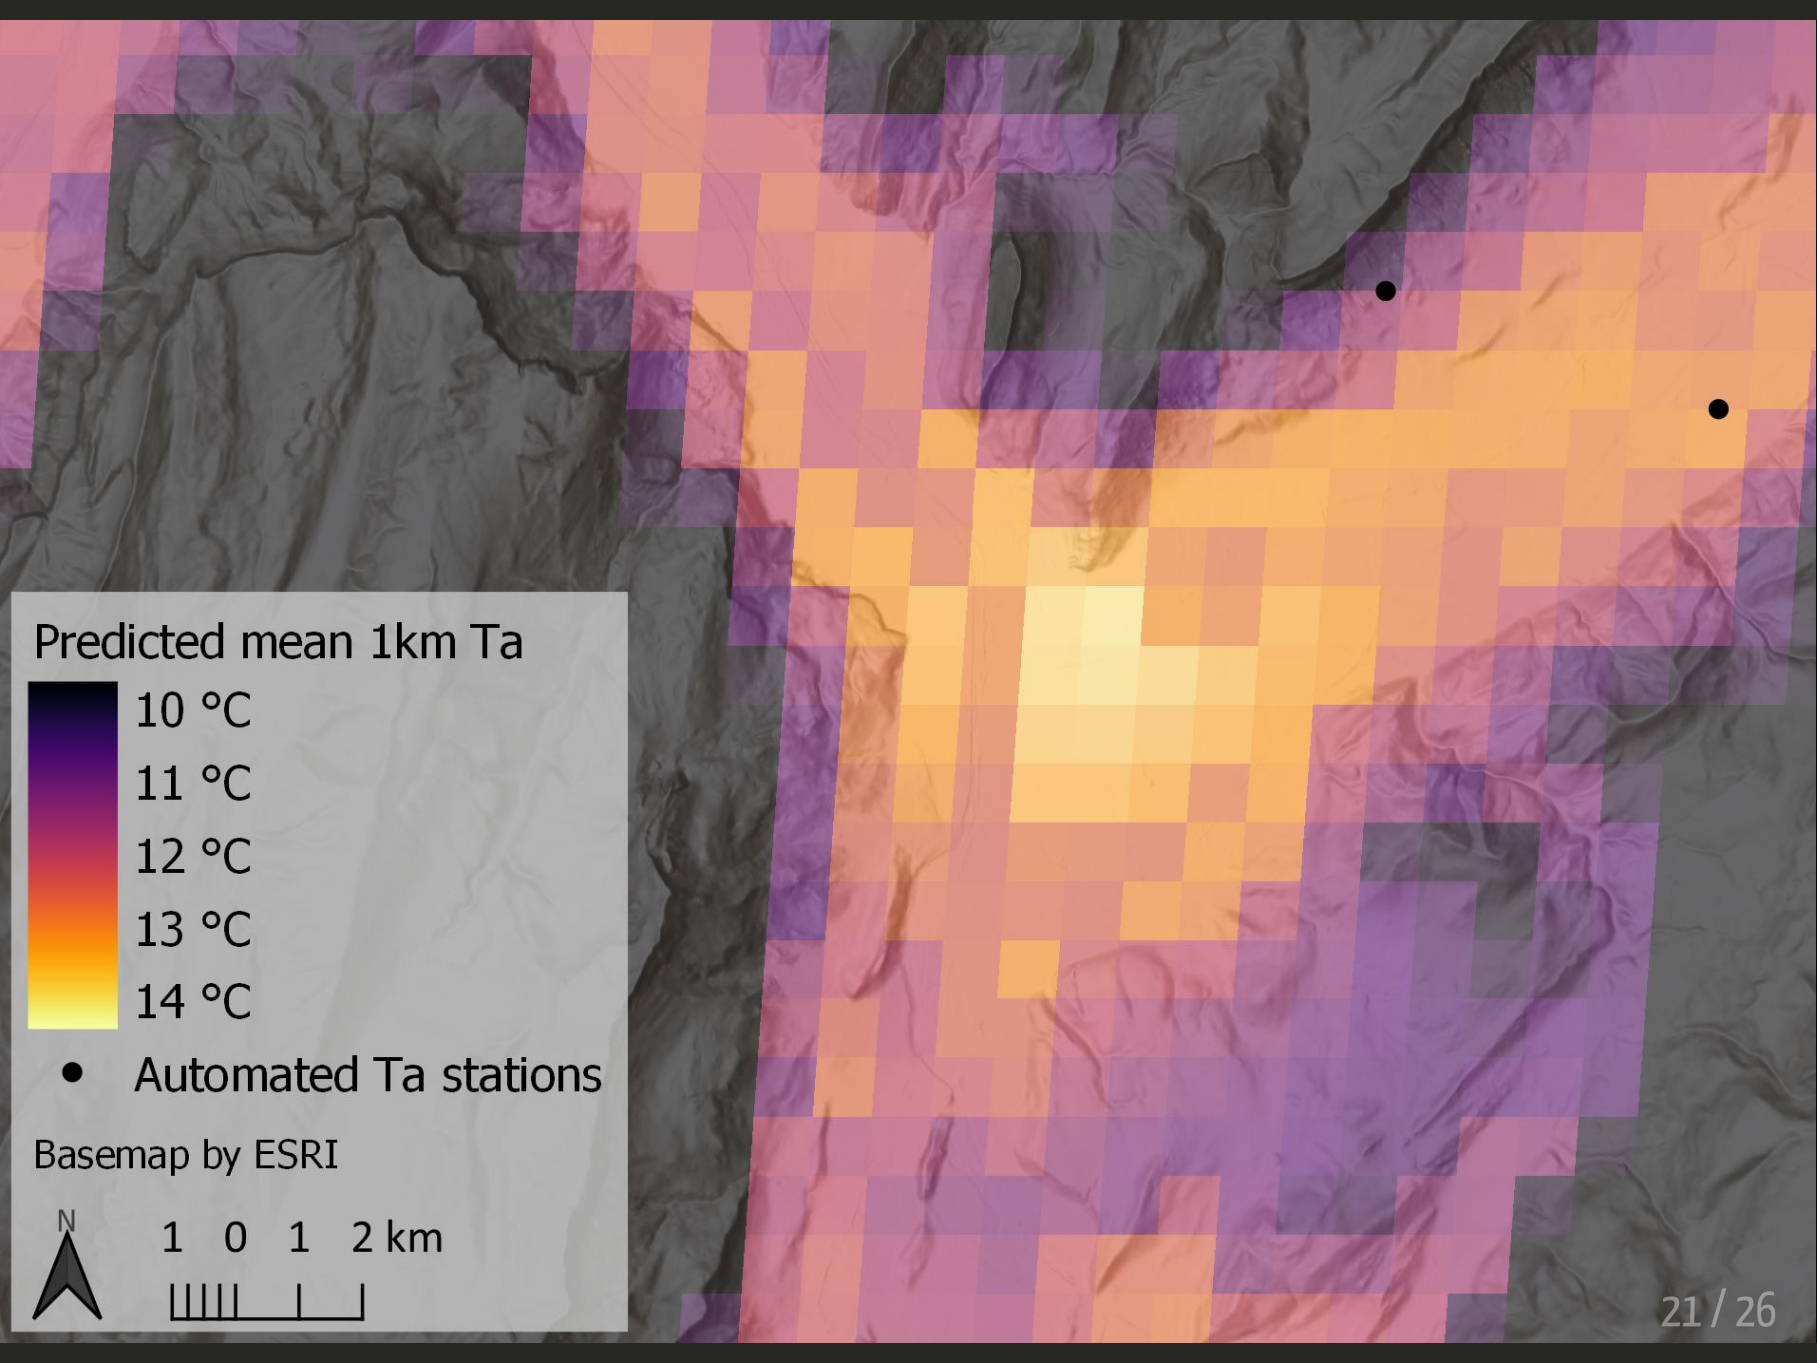 Predicted mean 1km Ta
10 °C
11 °C
12 °C
13 °C
14 °C
Automated Ta stations
Basemap by ESRI
N
1 0 1 2 km
21 / 26